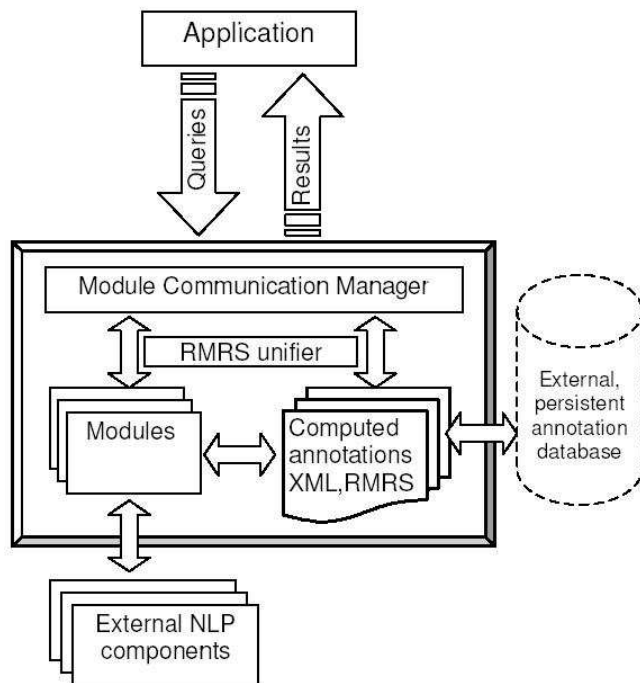 Application
Queries
Results
Module Communication Manager
RMRS unifier
Modules
Computed
annotations
XML,RMRS
External,
persistent
annotation
database
External NLP
components